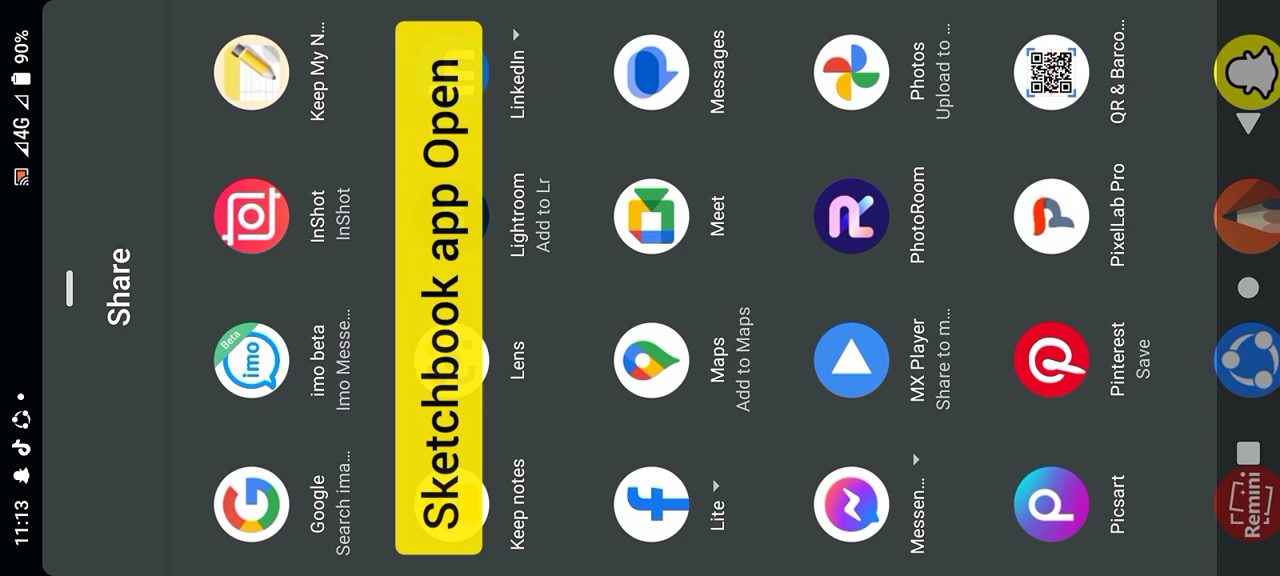 11:13
4G 90%
Share
Google
Search ima...
imo
Beta
imo beta
Imo Messe...
InShot
InShot
Keep My N...
Sketchbook app Open
Keep notes
Lens
Lightroom
Add to Lr
LinkedIn
Lite
Maps
Add to Maps
Meet
Messages
Messen...
MX Player
Share to m...
PhotoRoom
Photos
Upload to ...
Picsart
Pinterest
Save
PixelLab Pro
QR & Barco...
Remini